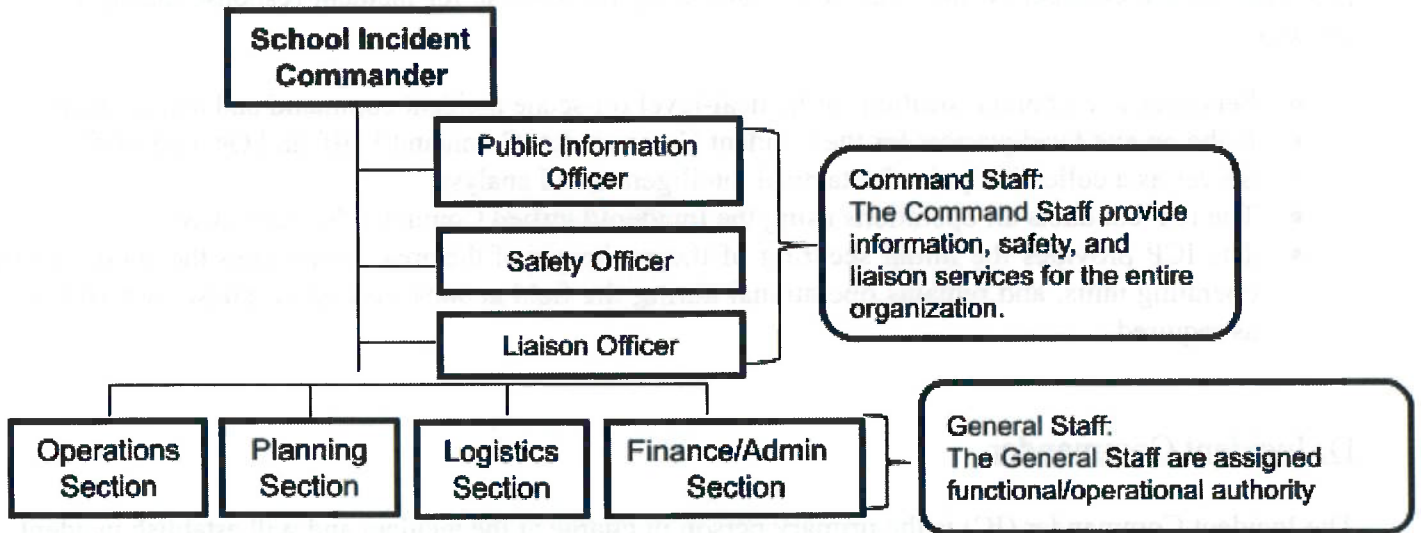 School Incident
Commander
Public Information
Officer
Safety Officer
Liaison Officer
Command Staff:
The Command Staff provide
information, safety, and
liaison services for the entire
organization.
Operations
Section
Planning
Section
Logistics
Section
Finance/Admin
Section
General Staff:
The General Staff are assigned
functional/operational authority